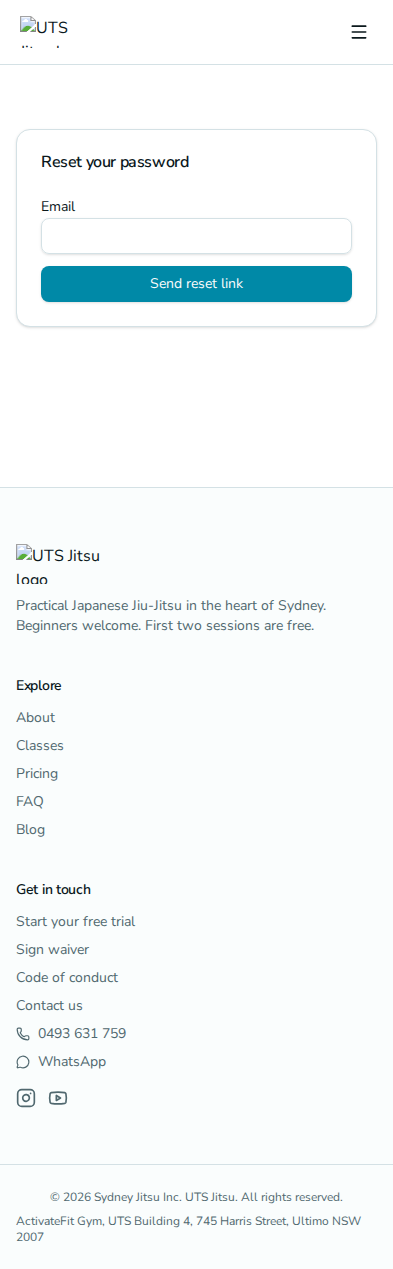 UTS
Reset your password
Email
Send reset link
UTS Jitsu
logo
Practical Japanese Jiu-Jitsu in the heart of Sydney.
Beginners welcome. First two sessions are free.
Explore
About
Classes
Pricing
FAQ
Blog
Get in touch
Start your free trial
Sign waiver
Code of conduct
Contact us
0493 631 759
WhatsApp
© 2026 Sydney Jitsu Inc. UTS Jitsu. All rights reserved.
ActivateFit Gym, UTS Building 4, 745 Harris Street, Ultimo NSW
2007